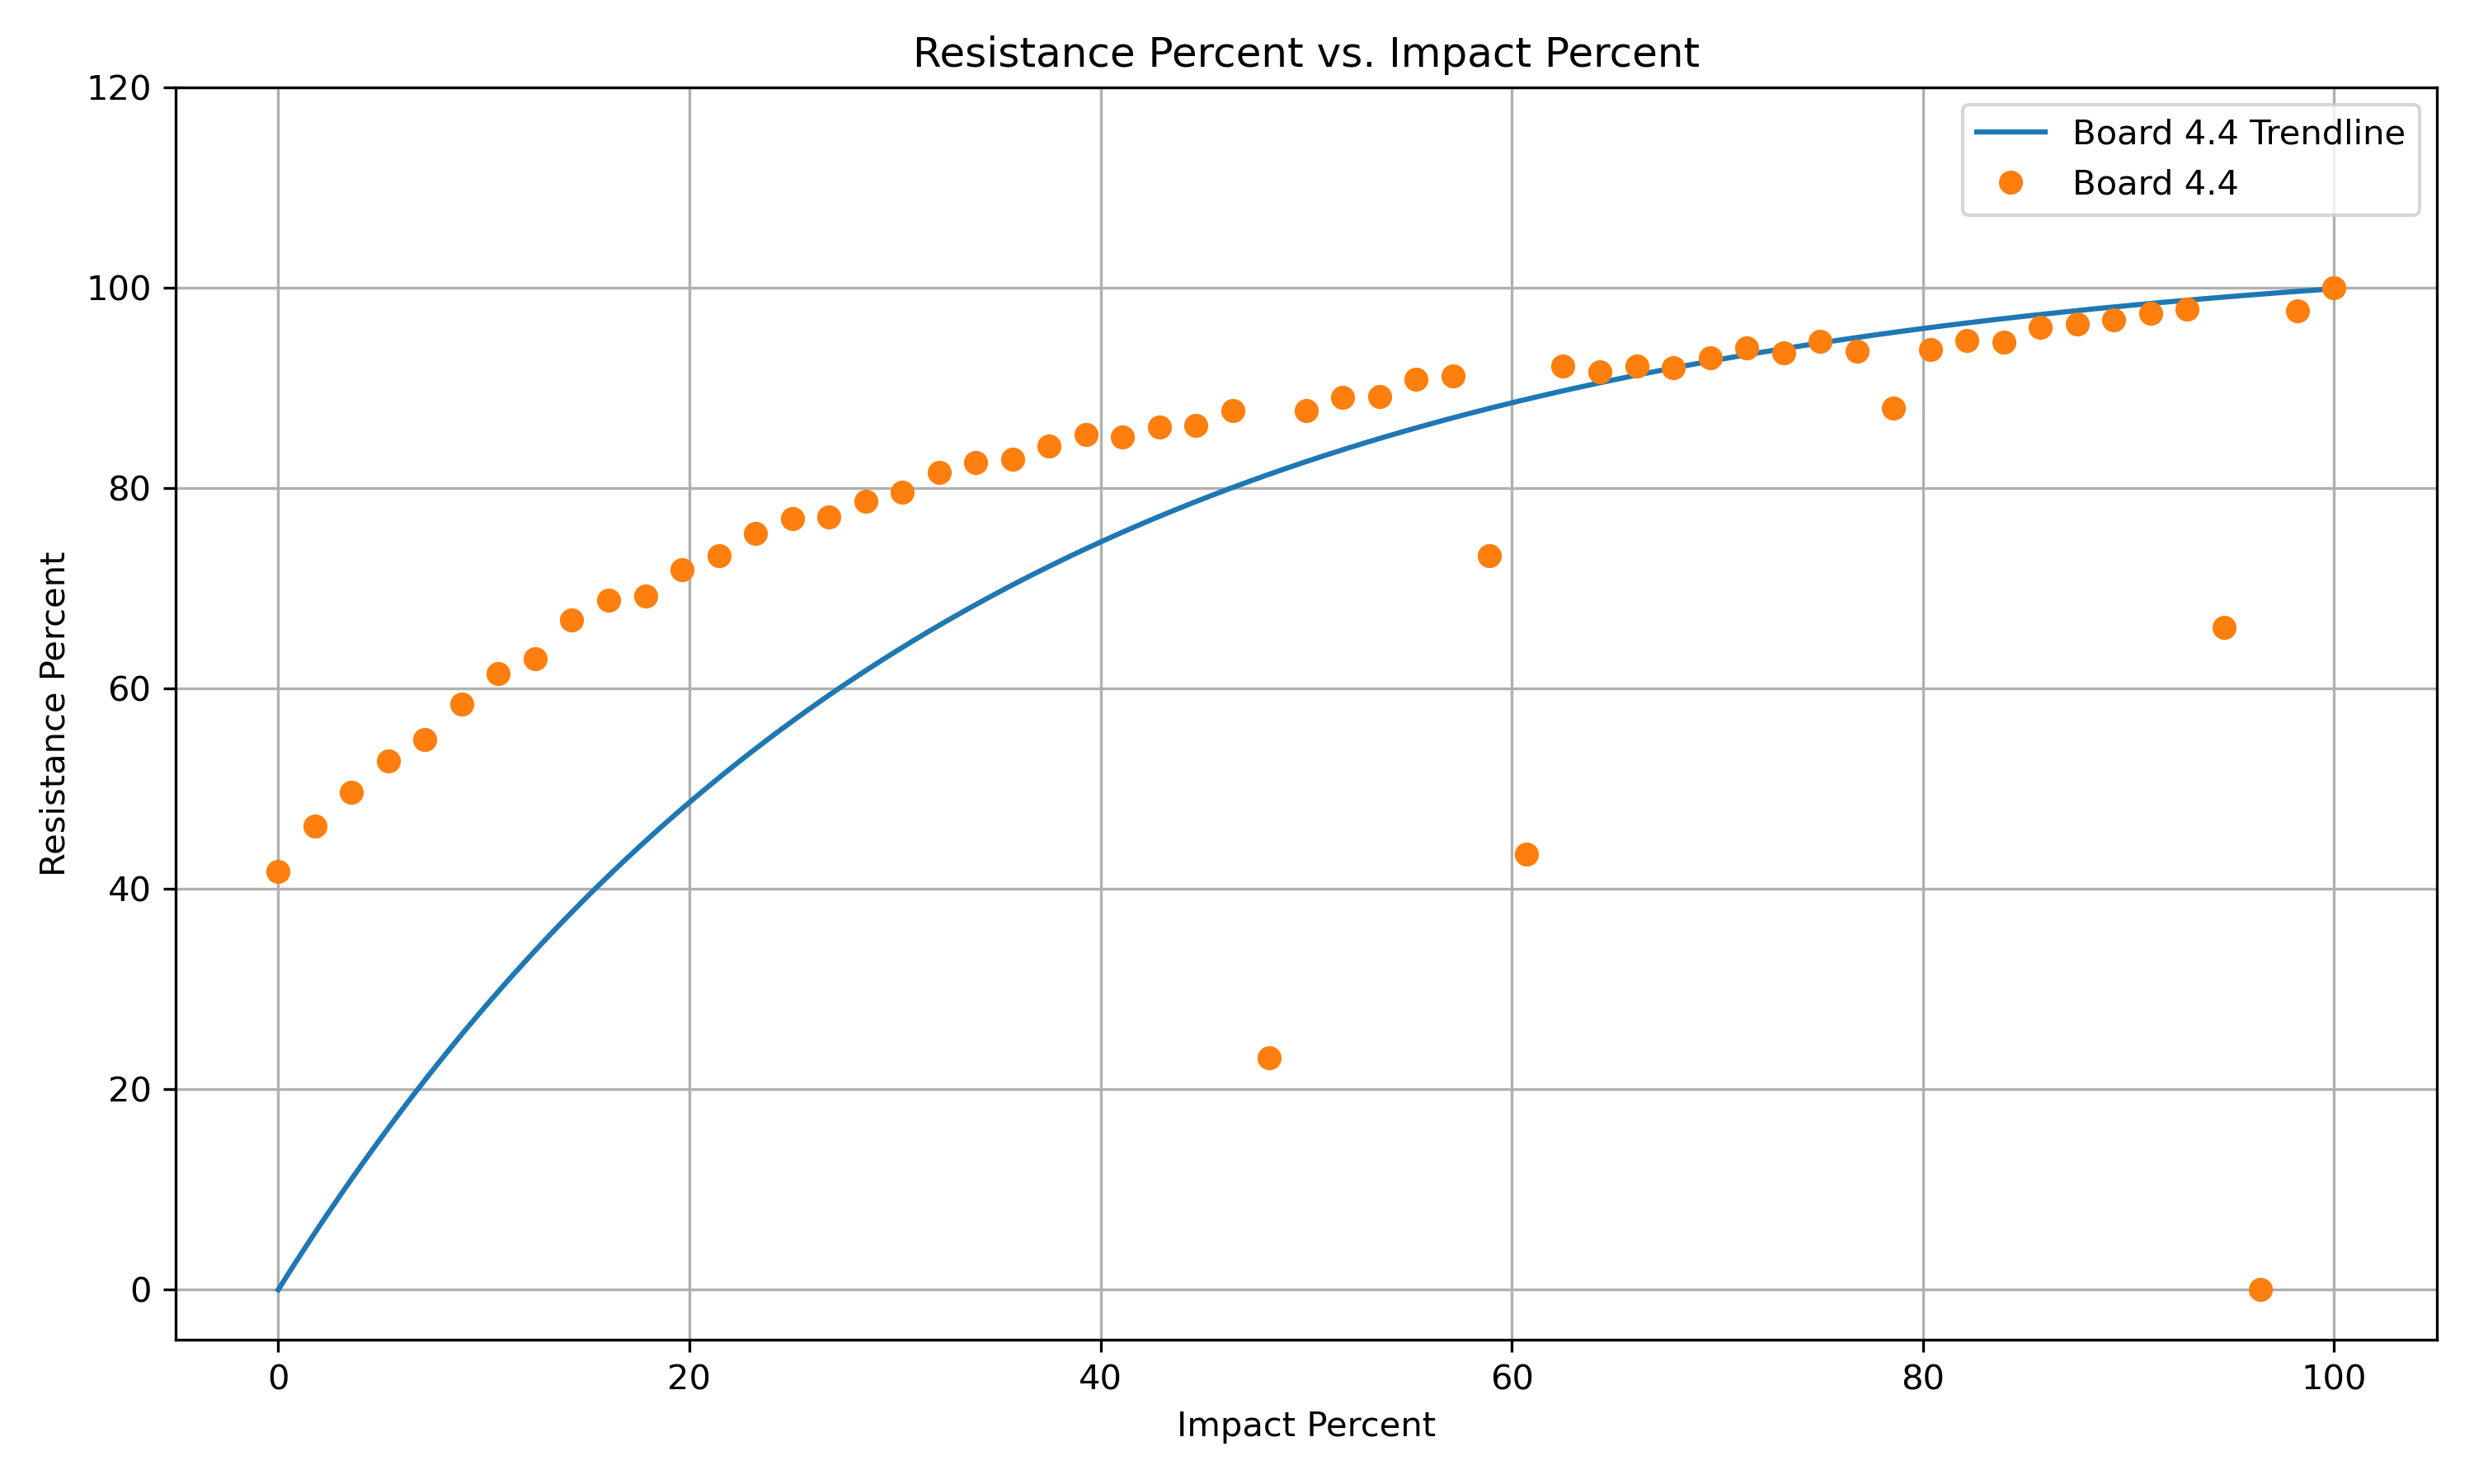 Resistance Percent vs. Impact Percent
120
100
80
60
40
20
0
Resistance Percent
Board 4.4 Trendline
Board 4.4
0 20 40 60 80 100
Impact Percent